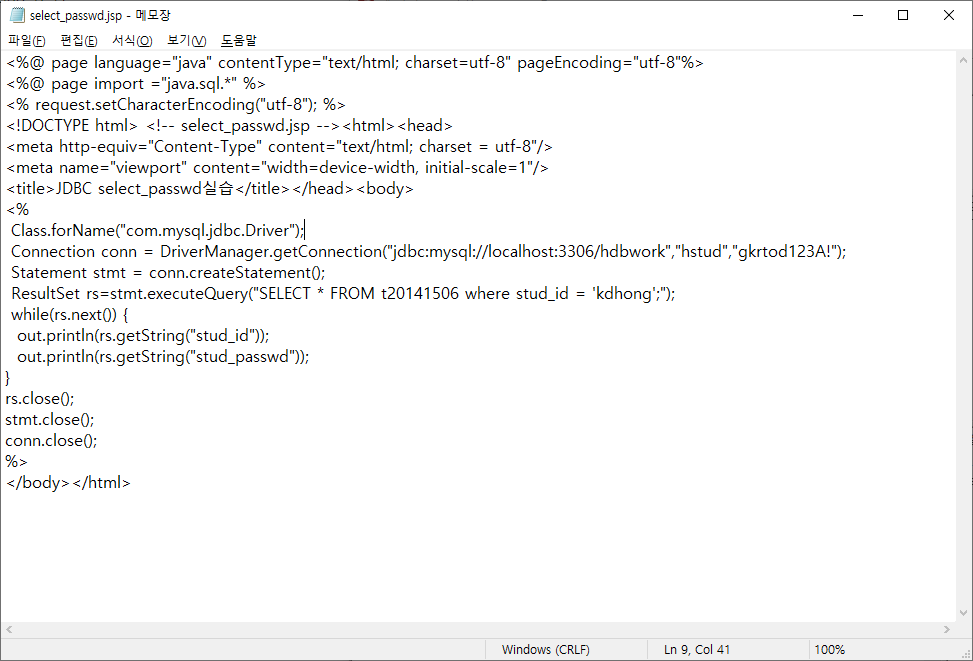 select_passwd.jsp - 메모장
파일(F) 편집(E) 서식(O) 보기(V) 도움말
<%@ page language="java" contentType="text/html; charset=utf-8" pageEncoding="utf-8"%>
<%@ page import ="java.sql.*" %>
<% request.setCharacterEncoding("utf-8"); %>
<!DOCTYPE html> <!-- select_passwd.jsp --><html><head>
<meta http-equiv="Content-Type" content="text/html; charset = utf-8"/>
<meta name="viewport" content="width=device-width, initial-scale=1"/>
<title>JDBC select_passwd실습</title></head><body>
<%
 Class.forName("com.mysql.jdbc.Driver");
 Connection conn = DriverManager.getConnection("jdbc:mysql://localhost:3306/hdbwork","hstud","gkrtod123A!");
 Statement stmt = conn.createStatement();
 ResultSet rs=stmt.executeQuery("SELECT * FROM t20141506 where stud_id = 'kdhong';");
 while(rs.next()) {
  out.println(rs.getString("stud_id"));
  out.println(rs.getString("stud_passwd"));
}
rs.close();
stmt.close();
conn.close();
%>
</body></html>
Windows (CRLF) Ln 9, Col 41 100%